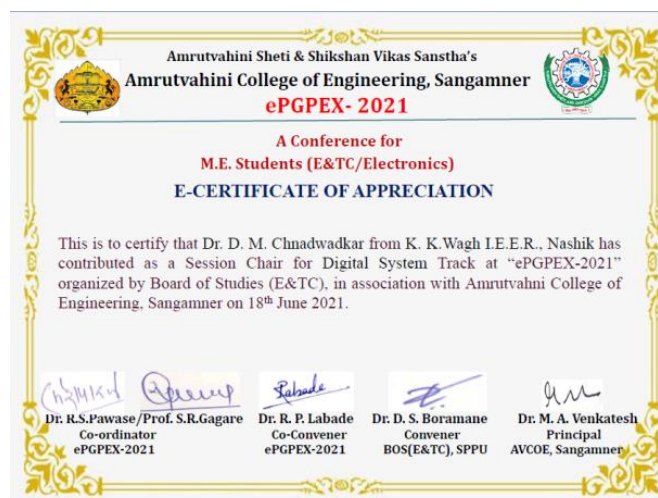 Amrutvahini Sheti & Shikshan Vikas Sanstha's
Amrutvahini College of Engineering, Sangamner
ePGPEX- 2021
A Conference for
M.E. Students (E&TC/Electronics)
E-CERTIFICATE OF APPRECIATION
This is to certify that Dr. D. M. Chnadwadkar from K. K.Wagh I.E.E.R., Nashik has
contributed as a Session Chair for Digital System Track at “ePGPEX-2021”
organized by Board of Studies (E&TC), in association with Amrutvahni College of
Engineering, Sangamner on 18th June 2021.
Rabade
Dr. R.S.Pawase/Prof. S.R.Gagare
Co-ordinator
ePGPEX-2021
Dr. R. P. Labade
Co-Convener
ePGPEX-2021
Dr. D. S. Boramane
Convener
BOS(E&TC), SPPU
Dr. M. A. Venkatesh
Principal
AVCOE, Sangamner